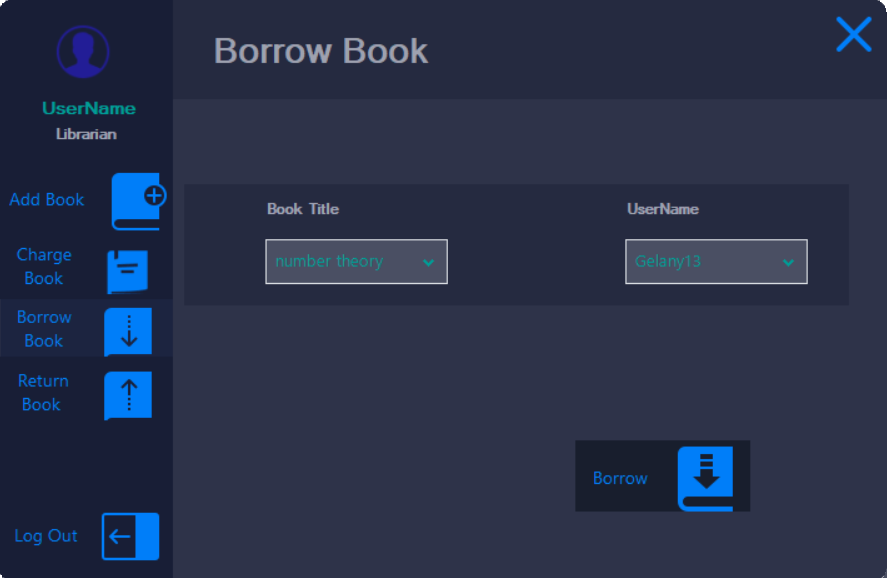 UserName
Librarian
Add Book
Charge
Book
Borrow
Book
Return
Book
Log Out
Borrow Book
Book Title
UserName
number theory
Gelany13
Borrow